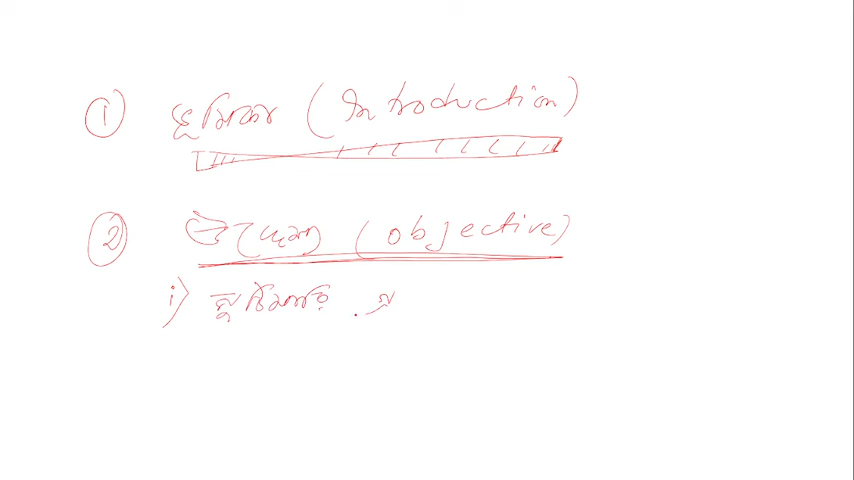 ① ভূমিকা (Introduction)
② উদ্দেশ্য (objective)
i)